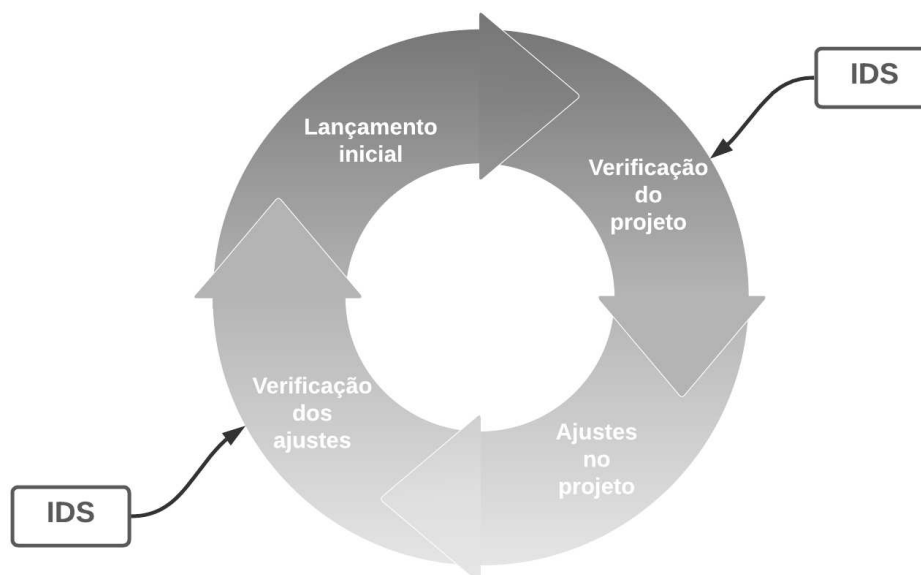 IDS
Lançamento
inicial
Verificação
do
projeto
Verificação
dos
ajustes
Ajustes
no
projeto
IDS